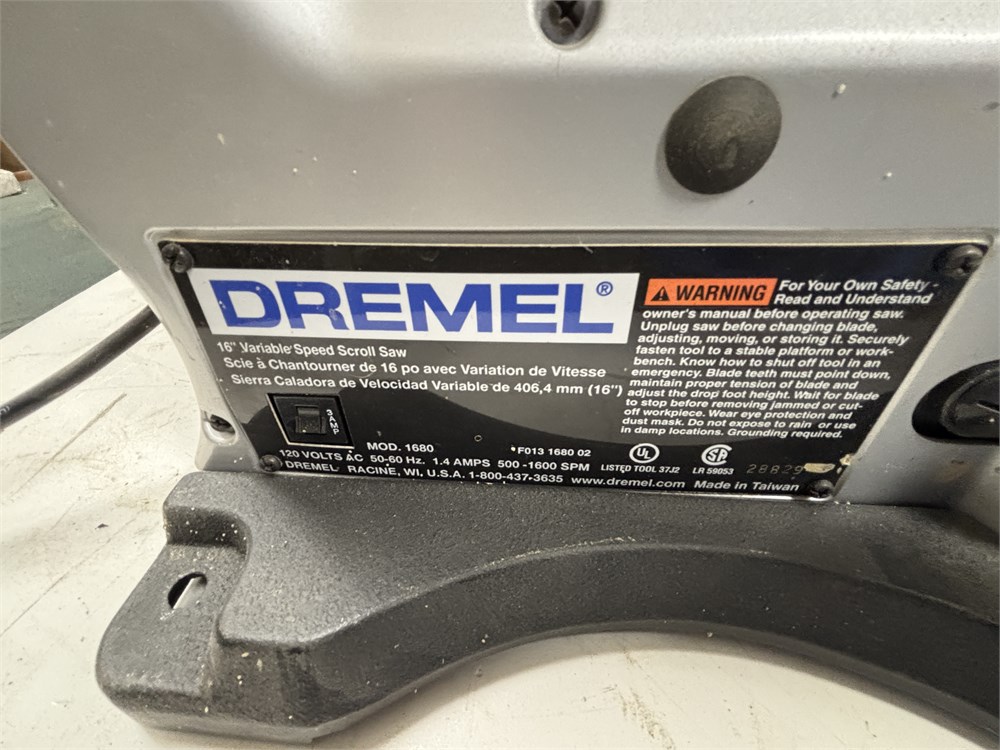 DREMEL®
16" Variable Speed Scroll Saw
Scie à Chantourner de 16 po avec Variation de Vitesse
Sierra Caladora de Velocidad Variable de 406,4 mm (16")
3 AMP
MOD. 1680
F013 1680 02
120 VOLTS AC 50-60 Hz. 1.4 AMPS 500-1600 SPM
DREMEL RACINE, WI, U.S.A. 1-800-437-3635 www.dremel.com Made in Taiwan
WARNING For Your Own Safety -
Read and Understand
owner's manual before operating saw.
Unplug saw before changing blade,
adjusting, moving, or storing it. Securely
fasten tool to a stable platform or work-
bench. Know how to shut off tool in an
emergency. Blade teeth must point down,
maintain proper tension of blade and
adjust the drop foot height. Wait for blade
to stop before removing jammed or cut-
off workpiece. Wear eye protection and
dust mask. Do not expose to rain or use
in damp locations. Grounding required.
UL
LISTED TOOL 37J2
SA
LR 59053
28829